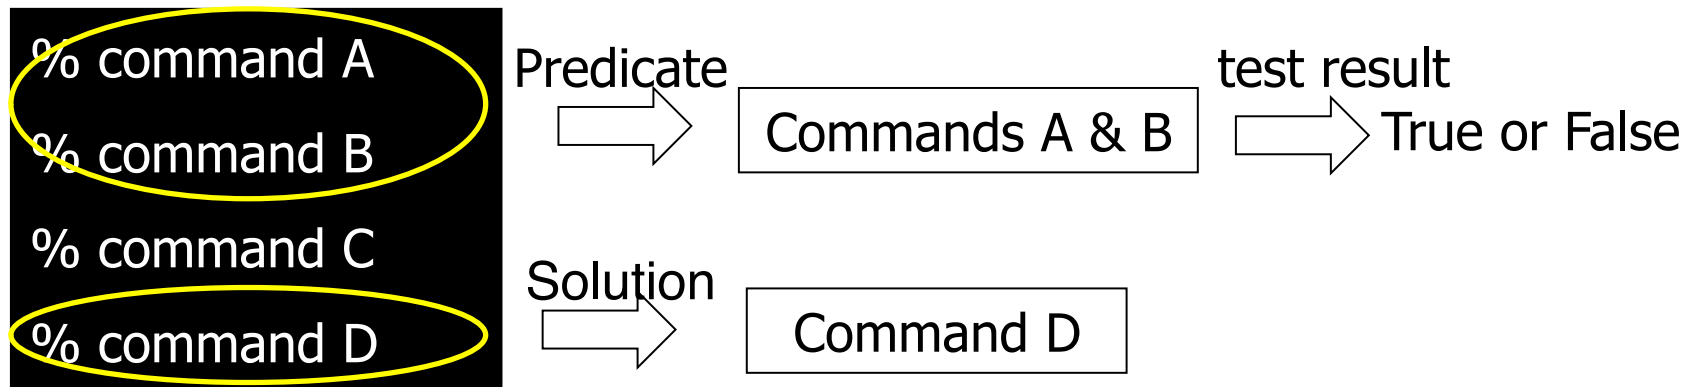 % command A
% command B
% command C
% command D
Predicate
Commands A & B
test result
True or False
Solution
Command D